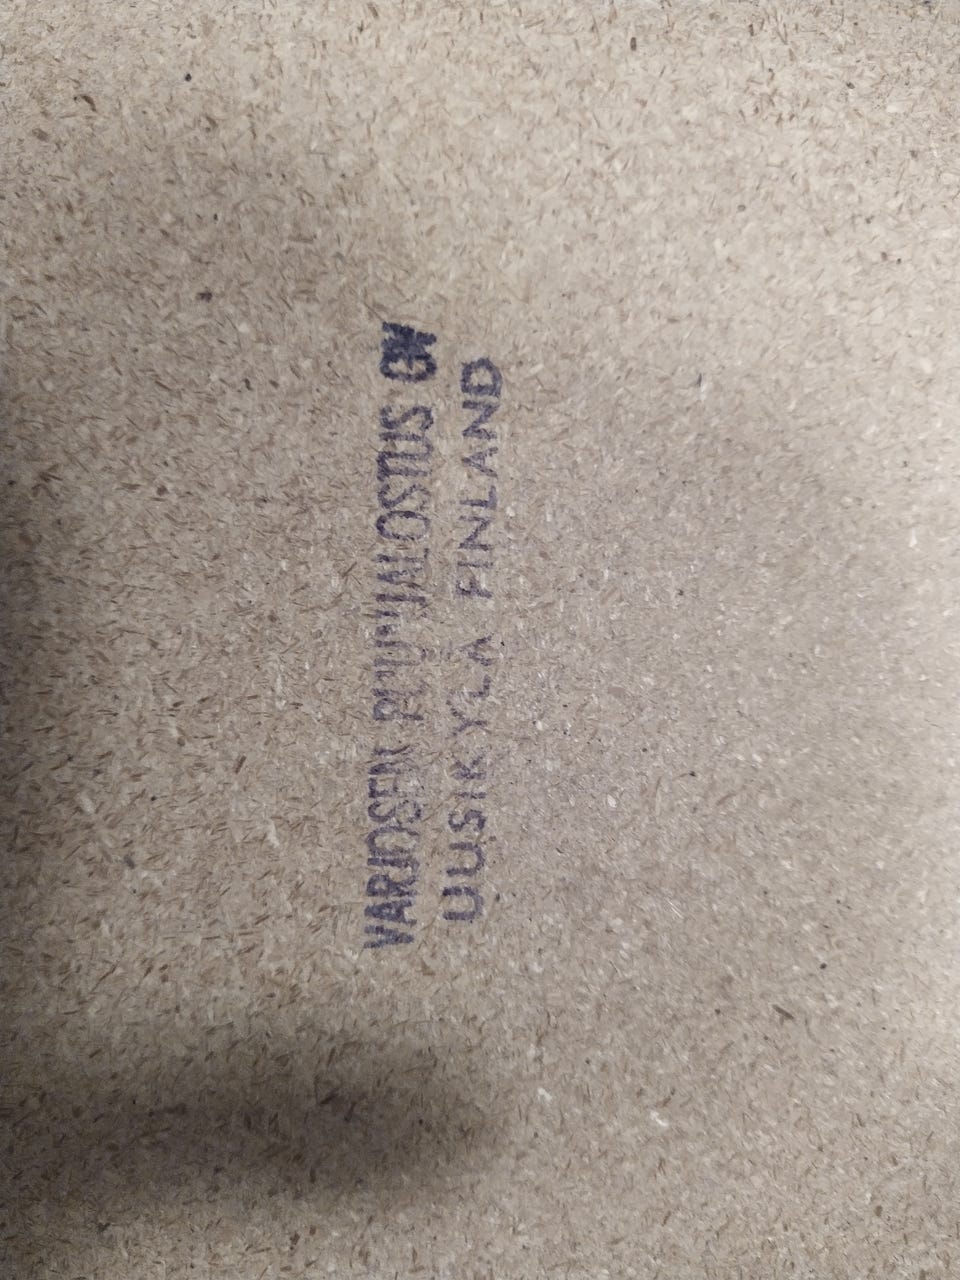 VARJOSEN PUUNJALOSTUS OY
UUSIKYLÄ FINLAND